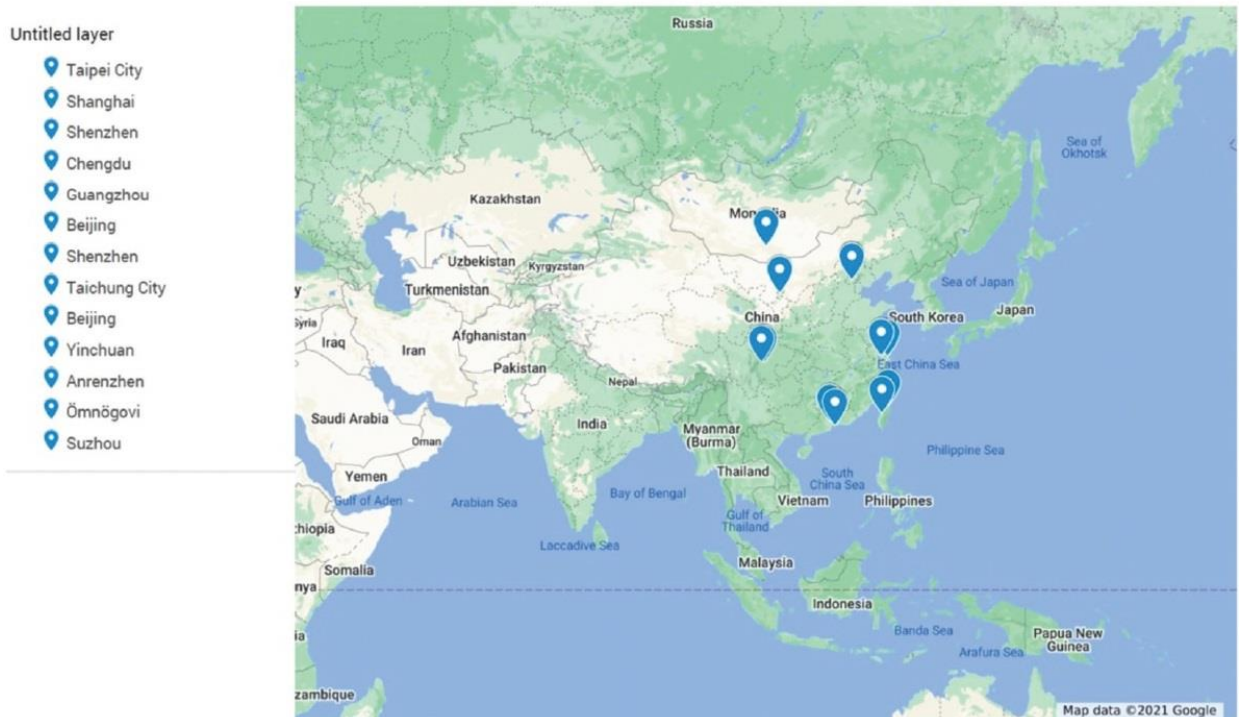 Untitled layer
Taipei City
Shanghai
Shenzhen
Chengdu
Guangzhou
Beijing
Shenzhen
Taichung City
Beijing
Yinchuan
Anrenzhen
Ömnögovi
Suzhou
Russia
Sea of
Okhotsk
Kazakhstan
Uzbekistan
Kyrgyzstan
Turkmenistan
Sea of Japan
y
Syria
Iraq
Iran
Afghanistan
Pakistan
China
South Korea
Japan
East China Sea
Nepal
Saudi Arabia
Oman
India
Myanmar
(Burma)
Philippine Sea
Yemen
Gulf of Aden
Arabian Sea
Bay of Bengal
Thailand
South
China Sea
Vietnam
Philippines
Gulf of
Thailand
thiopia
Laccadive Sea
Somalia
nya
Malaysia
Indonesia
ia
Banda Sea
Papua New
Guinea
Arafura Sea
zambique
Map data ©2021 Google